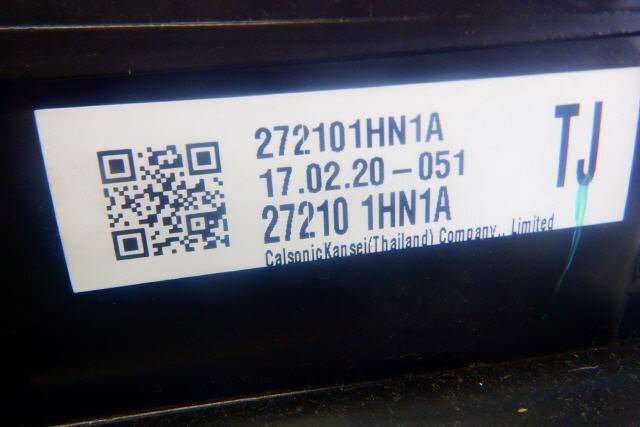 272101HN1A
17.02.20-051
27210 1HN1A
CalsonicKansei(Thailand) Company., Limited
TJ